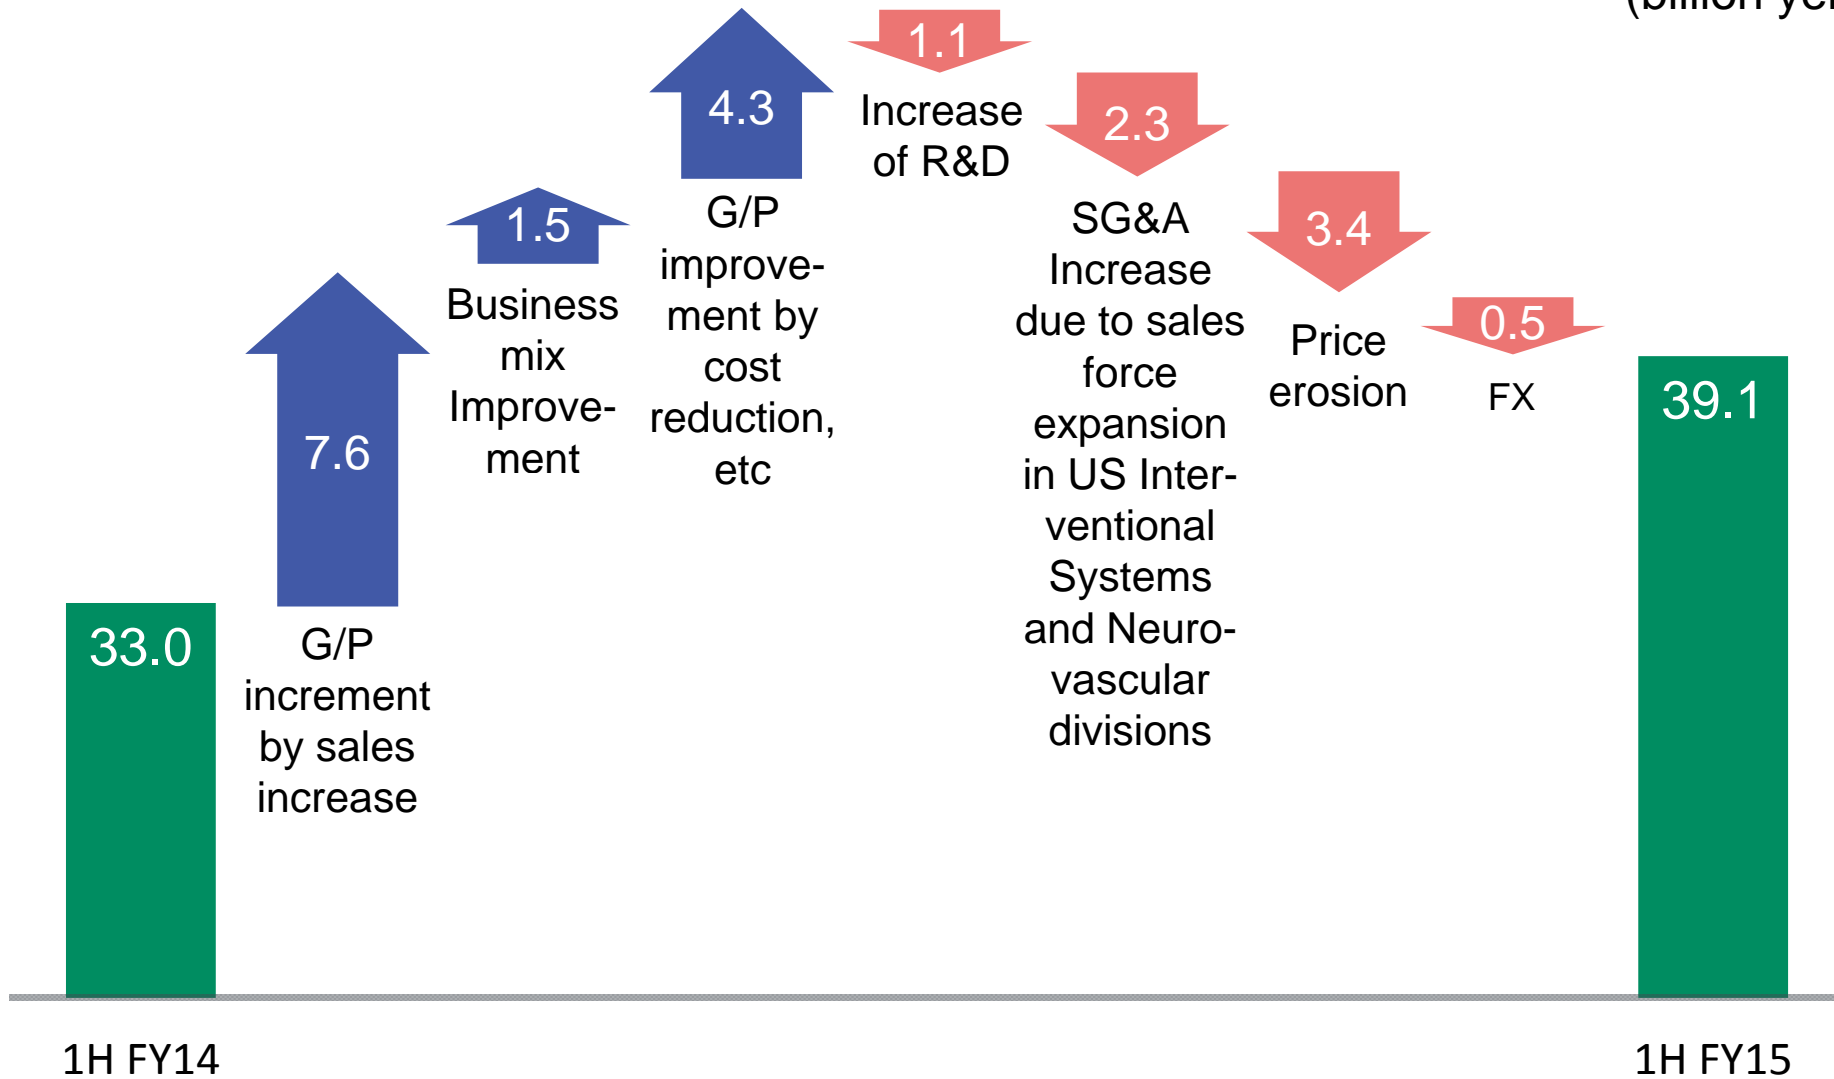 (billion yen
4.3
1.1
Increase
of R&D
2.3
1.5
G/P
improve-
ment by
cost
reduction,
etc
SG&A
Increase
due to sales
force
expansion
in US Inter-
ventional
Systems
and Neuro-
vascular
divisions
3.4
Price
erosion
0.5
FX
Business
mix
Improve-
ment
7.6
G/P
increment
by sales
increase
33.0
39.1
1H FY14
1H FY15